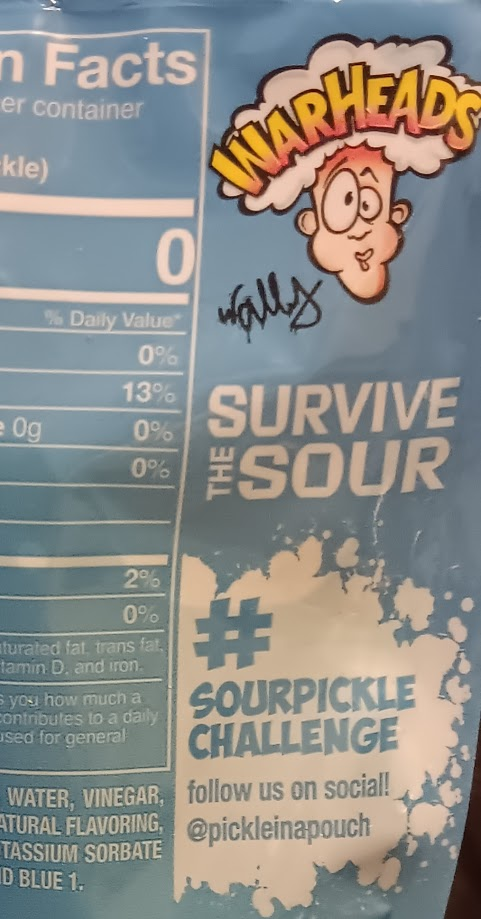 n Facts
er container
kle)
0
% Daily Value*
0%
13%
e 0g 0%
0%
2%
0%
aturated fat, trans fat,
tamin D, and iron.
s you how much a
contributes to a daily
used for general
WATER, VINEGAR,
ATURAL FLAVORING,
TASSIUM SORBATE
ID BLUE 1.
WARHEADS
Wally
SURVIVE
THE SOUR
#
SOURPICKLE
CHALLENGE
follow us on social!
@pickleinapouch